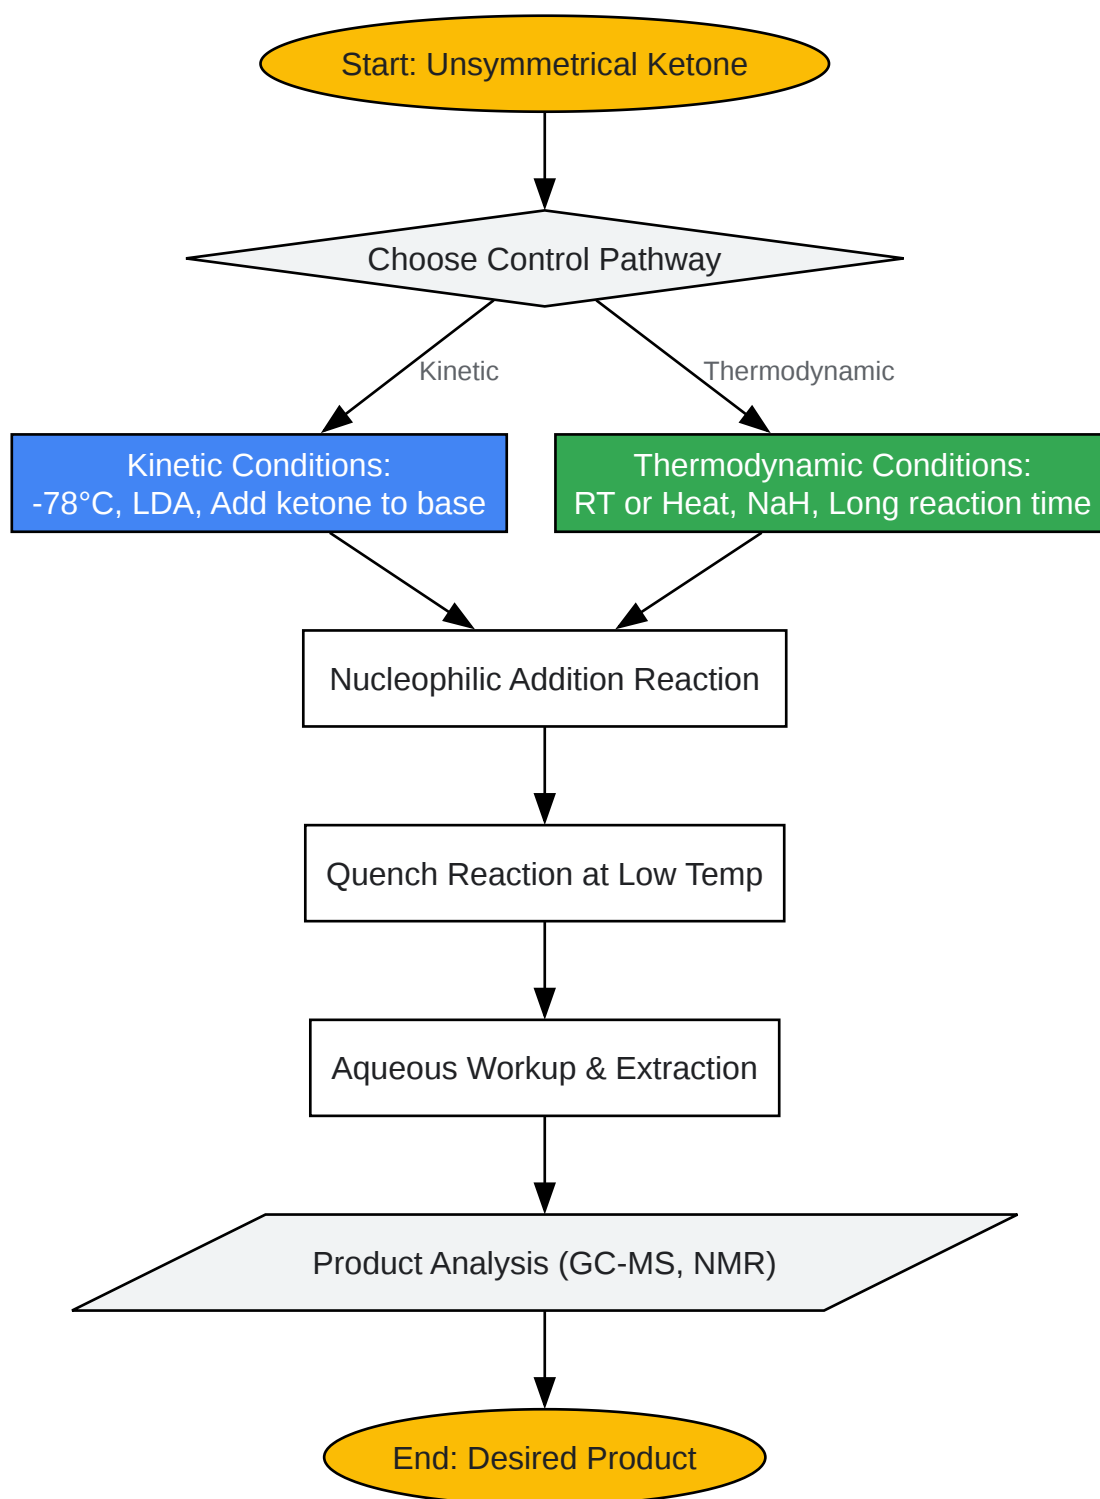 Start: Unsymmetrical Ketone
Choose Control Pathway
Kinetic
Thermodynamic
Kinetic Conditions:
-78°C, LDA, Add ketone to base
Thermodynamic Conditions:
RT or Heat, NaH, Long reaction time
Nucleophilic Addition Reaction
Quench Reaction at Low Temp
Aqueous Workup & Extraction
Product Analysis (GC-MS, NMR)
End: Desired Product